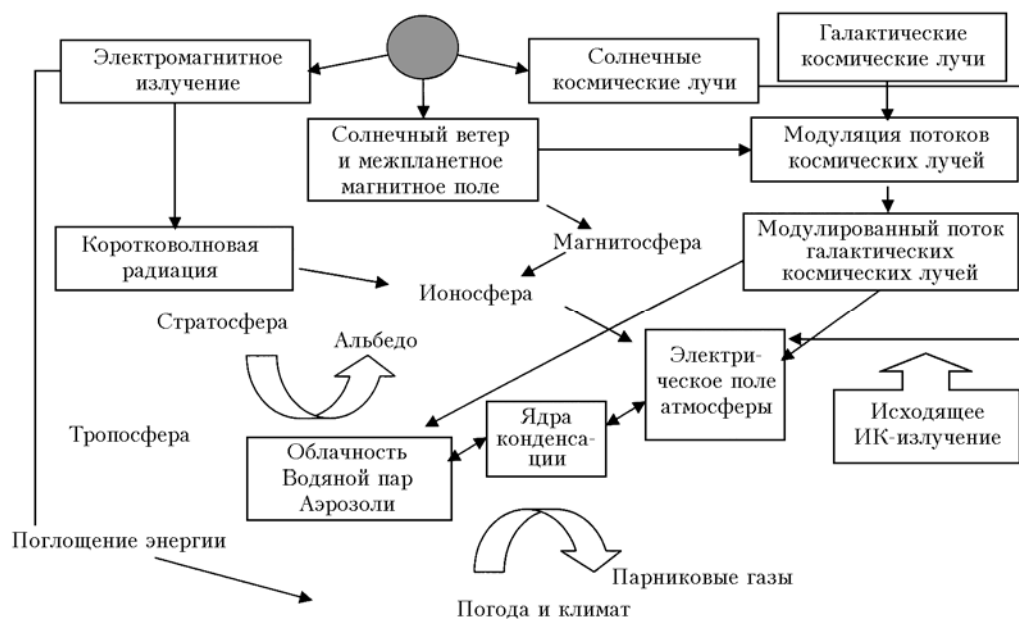 Электромагнитное
излучение
Солнечные
космические лучи
Галактические
космические лучи
Солнечный ветер
и межпланетное
магнитное поле
Модуляция потоков
космических лучей
Коротковолновая
радиация
Магнитосфера
Модулированный поток
галактических
космических лучей
Ионосфера
Стратосфера
Альбедо
Электри-
ческое поле
атмосферы
Исходящее
ИК-излучение
Тропосфера
Ядра
конденса-
ции
Облачность
Водяной пар
Аэрозоли
Поглощение энергии
Парниковые газы
Погода и климат